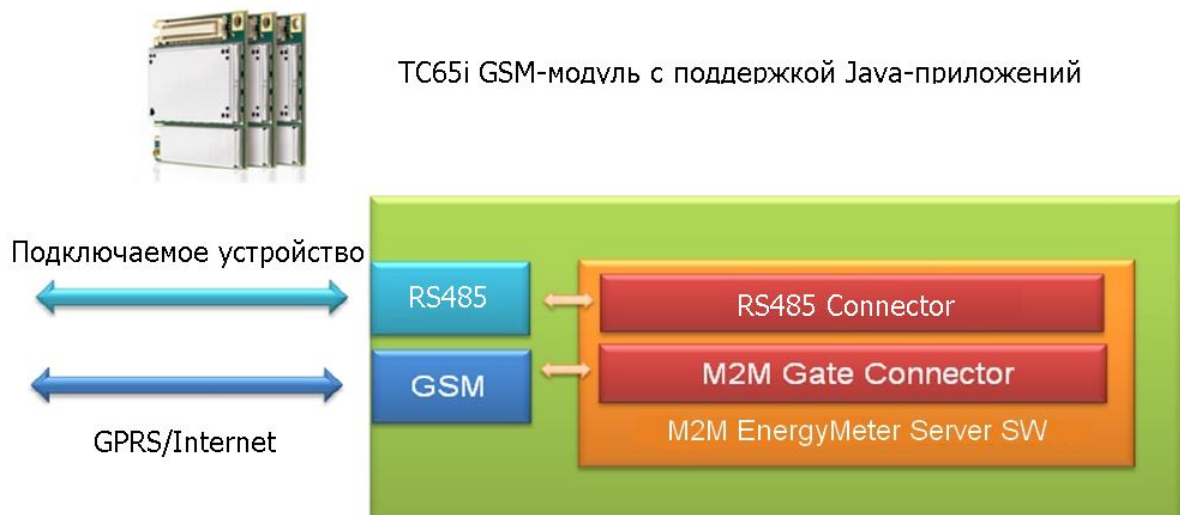 TC65i GSM-модуль с поддержкой Java-приложений
Подключаемое устройство
RS485
RS485 Connector
GSM
M2M Gate Connector
M2M EnergyMeter Server SW
GPRS/Internet